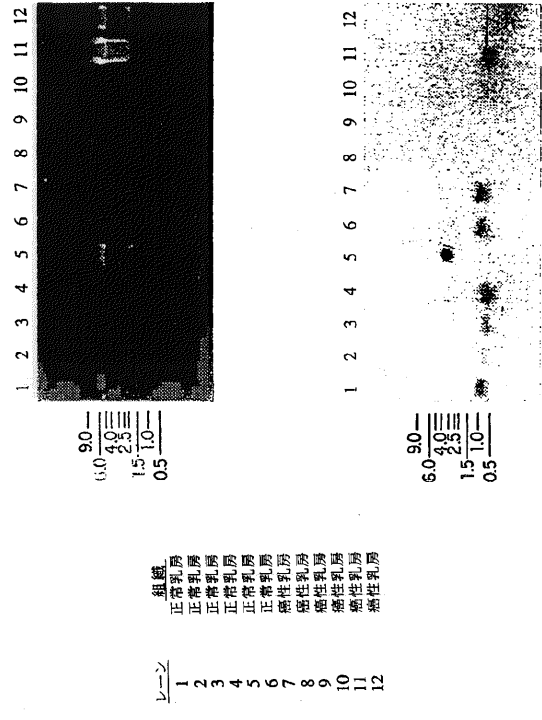 レーン 組織
1 正常乳房
2 正常乳房
3 正常乳房
4 正常乳房
5 正常乳房
6 正常乳房
7 癌性乳房
8 癌性乳房
9 癌性乳房
10 癌性乳房
11 癌性乳房
12 癌性乳房
1 2 3 4 5 6 7 8 9 10 11 12
9.0
6.0
4.0
2.5
1.5
1.0
0.5
1 2 3 4 5 6 7 8 9 10 11 12
9.0
6.0
4.0
2.5
1.5
1.0
0.5